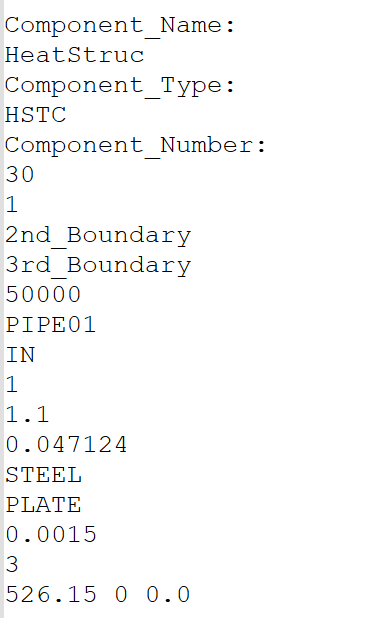 Component_Name:
HeatStruc
Component_Type:
HSTC
Component_Number:
30
1
2nd_Boundary
3rd_Boundary
50000
PIPE01
IN
1
1.1
0.047124
STEEL
PLATE
0.0015
3
526.15 0 0.0